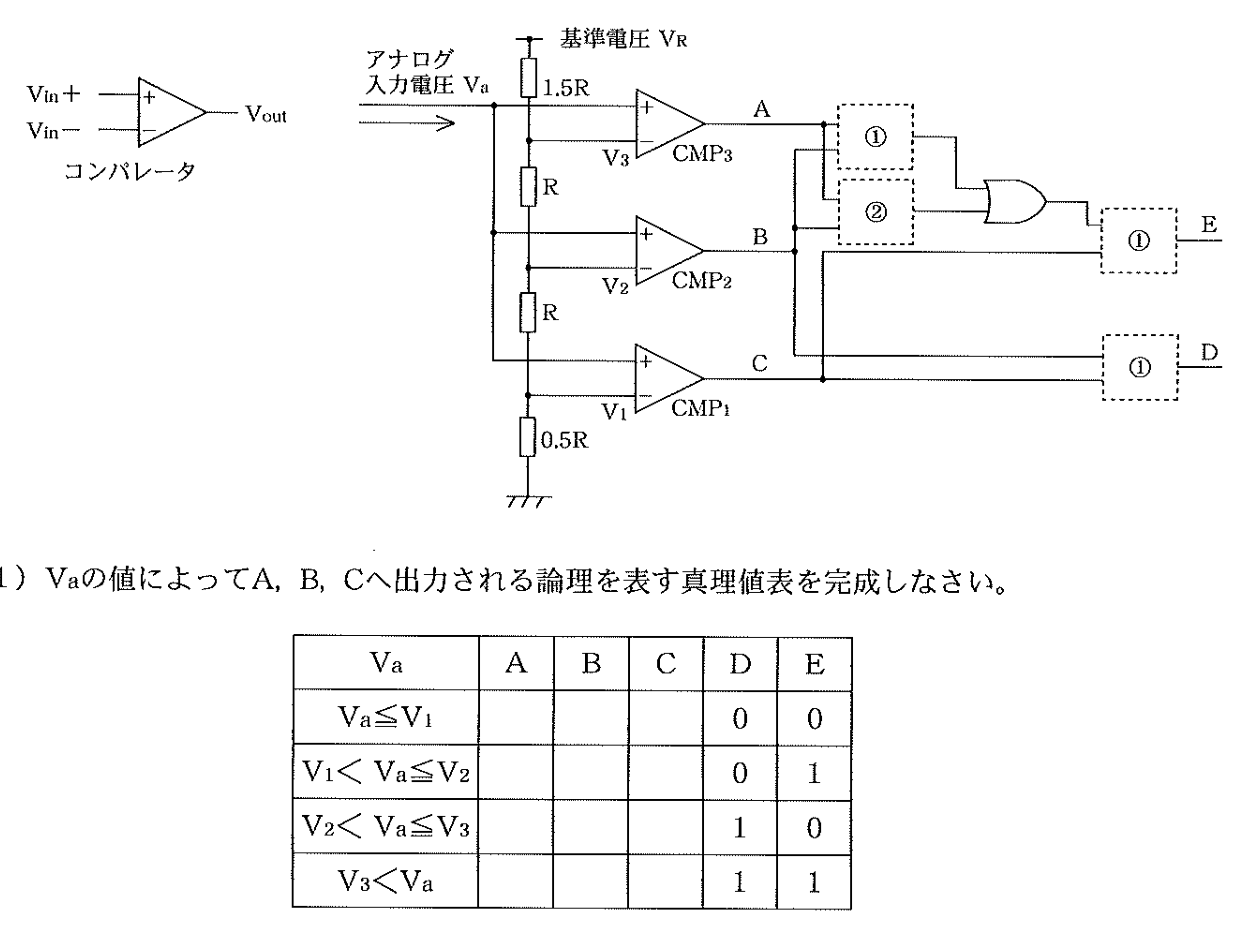 基準電圧 VR
アナログ
入力電圧 Va
1.5R
Vin+
Vin-
+
-
Vout
コンパレータ
+
-
V3
CMP3
A
①
R
②
+
-
V2
CMP2
B
①
E
R
+
-
V1
CMP1
C
①
D
0.5R
1) Vaの値によってA, B, Cへ出力される論理を表す真理値表を完成しなさい。
Va A B C D E
Va≦V1 0 0
V1< Va≦V2 0 1
V2< Va≦V3 1 0
V3<Va 1 1